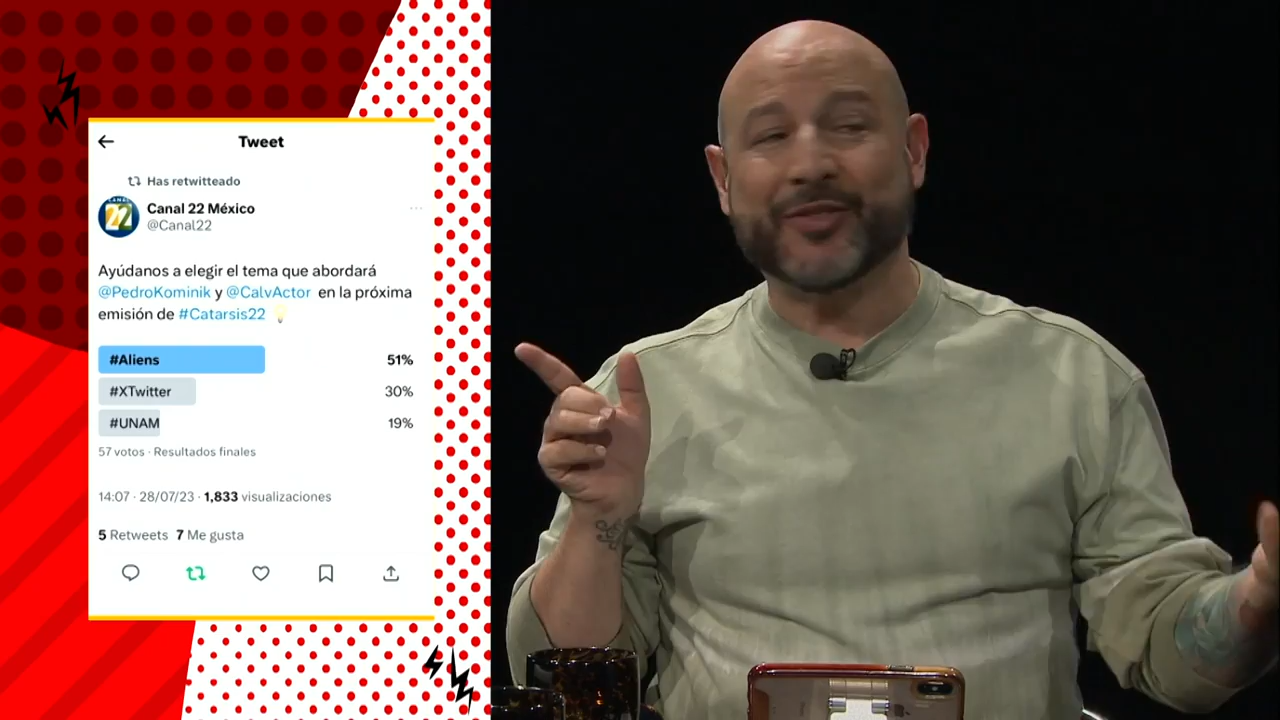 Tweet
Has retwitteado
CANAL
22
Canal 22 México
@Canal22
Ayúdanos a elegir el tema que abordará
@PedroKominik y @CalvActor en la próxima
emisión de #Catarsis22
#Aliens 51%
#XTwitter 30%
#UNAM 19%
57 votos · Resultados finales
14:07 · 28/07/23 · 1,833 visualizaciones
5 Retweets 7 Me gusta